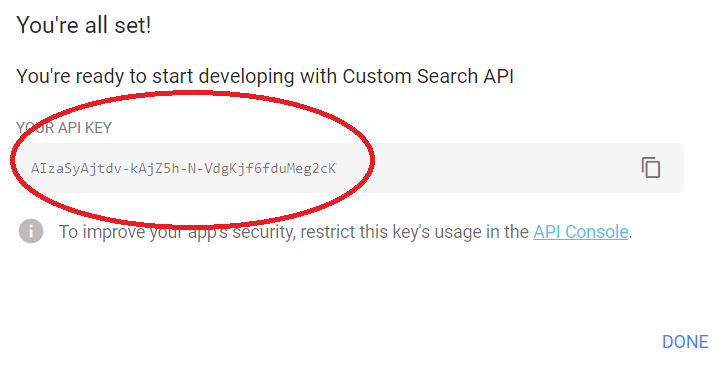 You're all set!
You're ready to start developing with Custom Search API
YOUR API KEY
AIzaSyAjtdv-kAjZ5h-N-VdgKjf6fduMeg2cK
To improve your app's security, restrict this key's usage in the API Console.
DONE